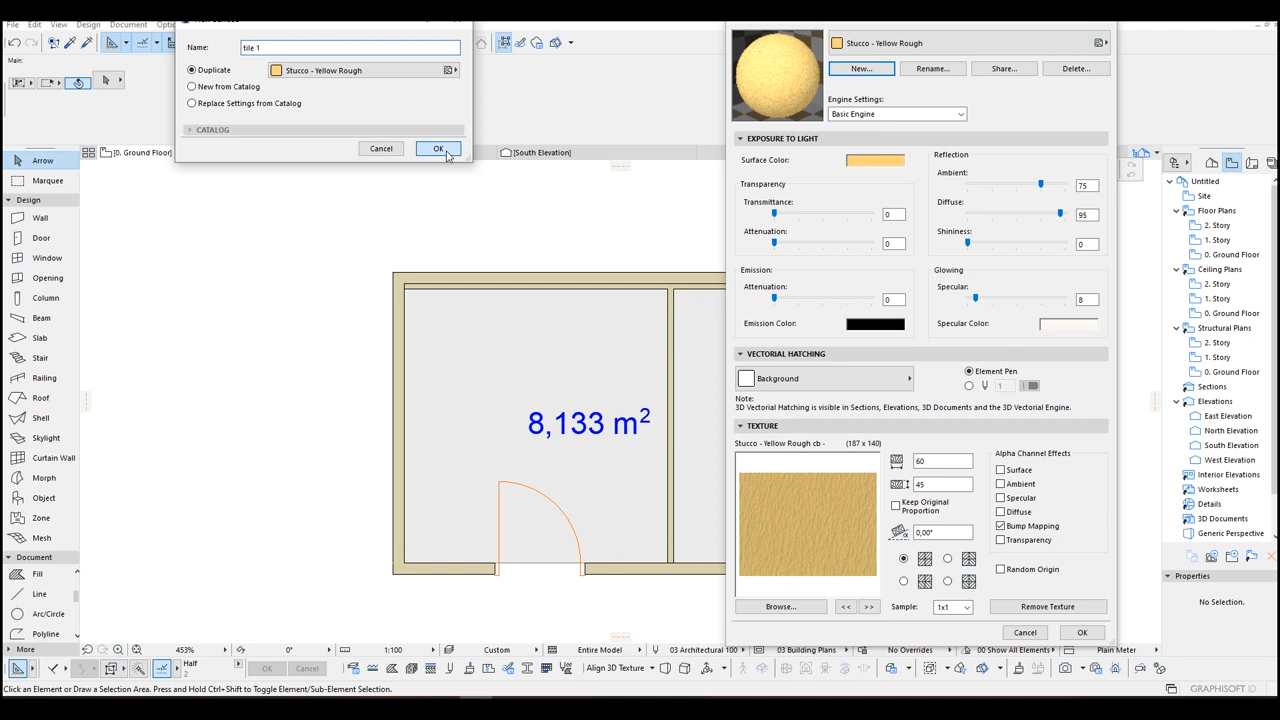 File Edit View Design Document
Main:
Name: tile 1
Duplicate
Stucco - Yellow Rough
New from Catalog
Replace Settings from Catalog
CATALOG
Cancel
OK
[0. Ground Floor]
[South Elevation]
Arrow
Marquee
Design
Wall
Door
Window
Opening
Column
Beam
Slab
Stair
Railing
Roof
Shell
Skylight
Curtain Wall
Morph
Object
Zone
Mesh
Document
Fill
Line
Arc/Circle
Polyline
More
8,133 m²
Stucco - Yellow Rough
New...
Rename...
Share...
Delete...
Engine Settings:
Basic Engine
EXPOSURE TO LIGHT
Surface Color:
Transparency
Transmittance:
0
Attenuation:
0
Reflection
Ambient:
75
Diffuse:
95
Shininess:
0
Emission:
Attenuation:
0
Emission Color:
Glowing
Specular:
8
Specular Color:
VECTORIAL HATCHING
Background
Element Pen
1
Note:
3D Vectorial Hatching is visible in Sections, Elevations, 3D Documents and the 3D Vectorial Engine.
TEXTURE
Stucco - Yellow Rough cb - (187 x 140)
60
45
Keep Original
Proportion
0,00°
Alpha Channel Effects
Surface
Ambient
Specular
Diffuse
Bump Mapping
Transparency
Random Origin
Browse...
<<
>>
Sample: 1x1
Remove Texture
Cancel
OK
Untitled
Site
Floor Plans
2. Story
1. Story
0. Ground Floor
Ceiling Plans
2. Story
1. Story
0. Ground Floor
Structural Plans
2. Story
1. Story
0. Ground Floor
Sections
Elevations
East Elevation
North Elevation
South Elevation
West Elevation
Interior Elevations
Worksheets
Details
3D Documents
Generic Perspective
Properties
No Selection.
453%
0°
1:100
Custom
Entire Model
03 Architectural 100
03 Building Plans
No Overrides
00 Show All Elements
Plain Meter
Half
2
OK
Cancel
Align 3D Texture
Click an Element or Draw a Selection Area. Press and Hold Ctrl+Shift to Toggle Element/Sub-Element Selection.
GRAPHISOFT ID